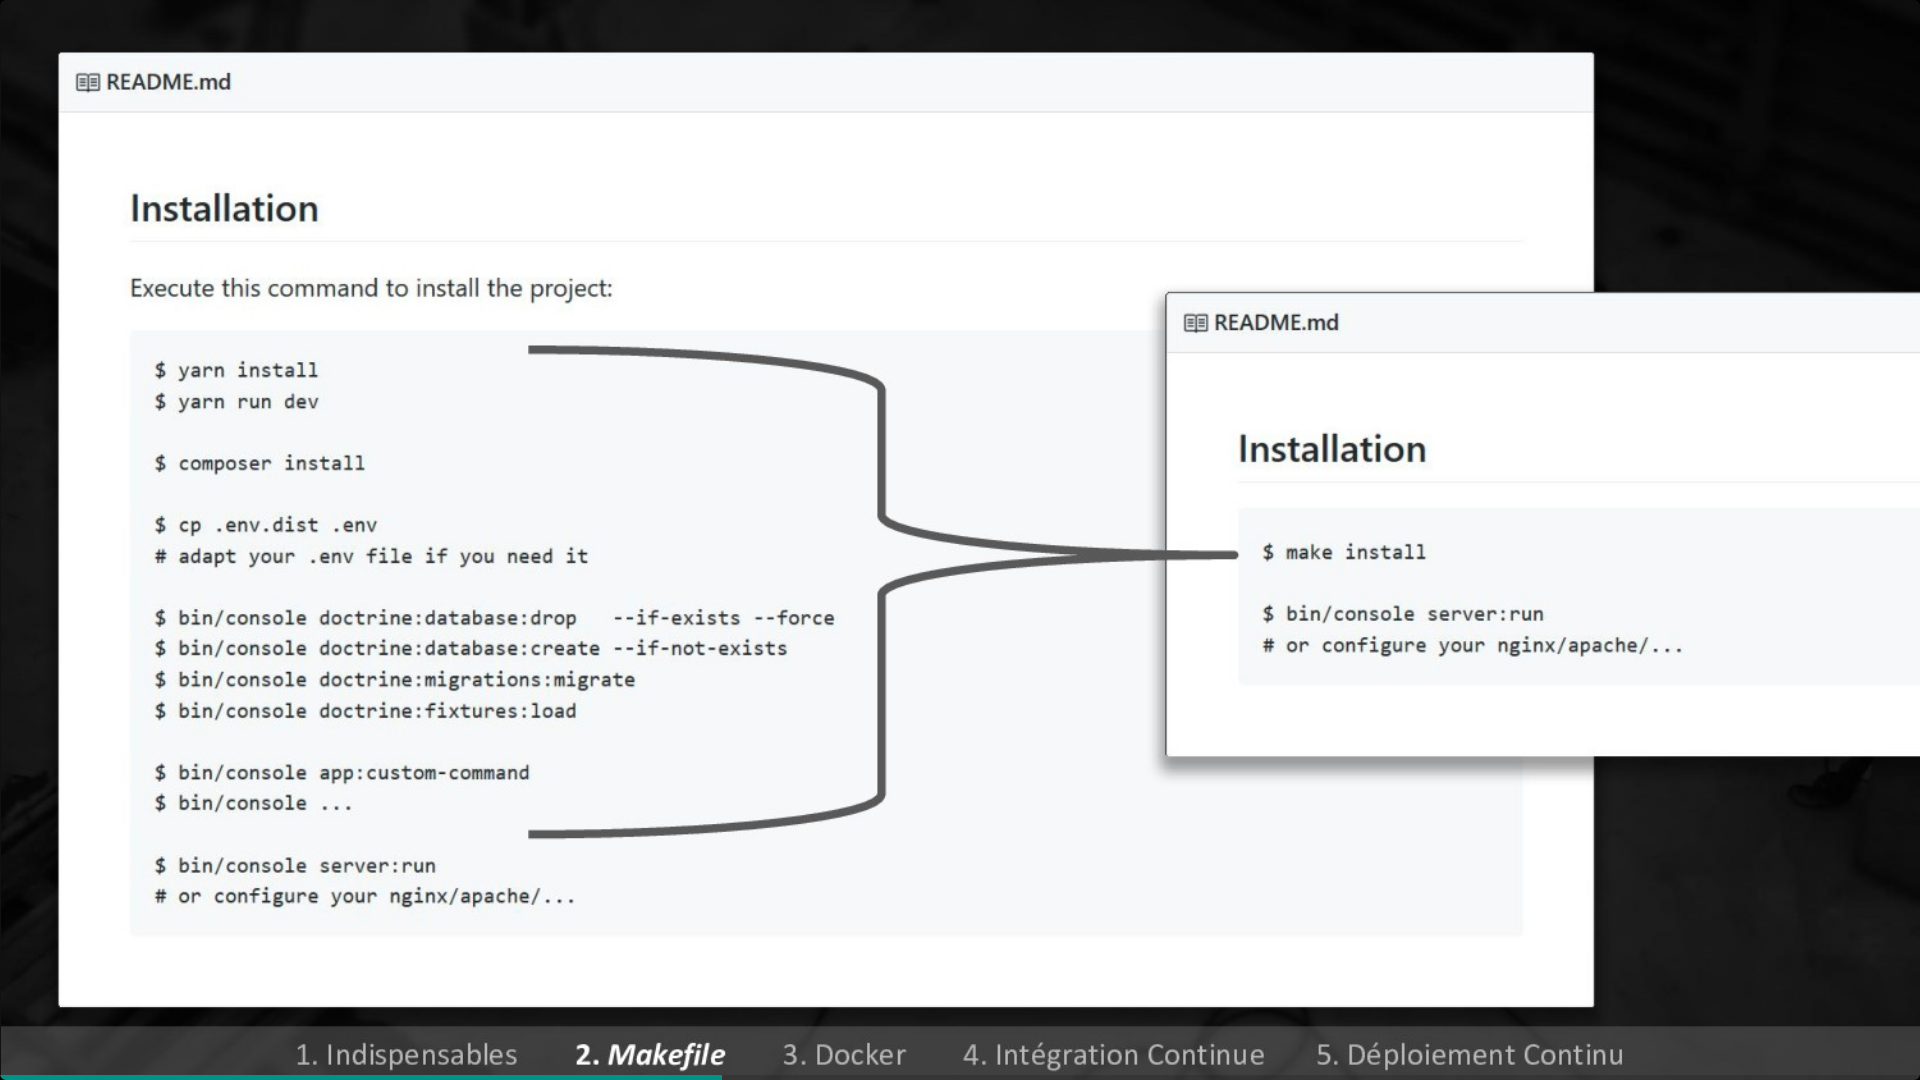 README.md
Installation
Execute this command to install the project:
$ yarn install
$ yarn run dev
$ composer install
$ cp .env.dist .env
# adapt your .env file if you need it
$ bin/console doctrine:database:drop   --if-exists --force
$ bin/console doctrine:database:create --if-not-exists
$ bin/console doctrine:migrations:migrate
$ bin/console doctrine:fixtures:load
$ bin/console app:custom-command
$ bin/console ...
$ bin/console server:run
# or configure your nginx/apache/...
README.md
Installation
$ make install
$ bin/console server:run
# or configure your nginx/apache/...
1. Indispensables 2. Makefile 3. Docker 4. Intégration Continue 5. Déploiement Continu